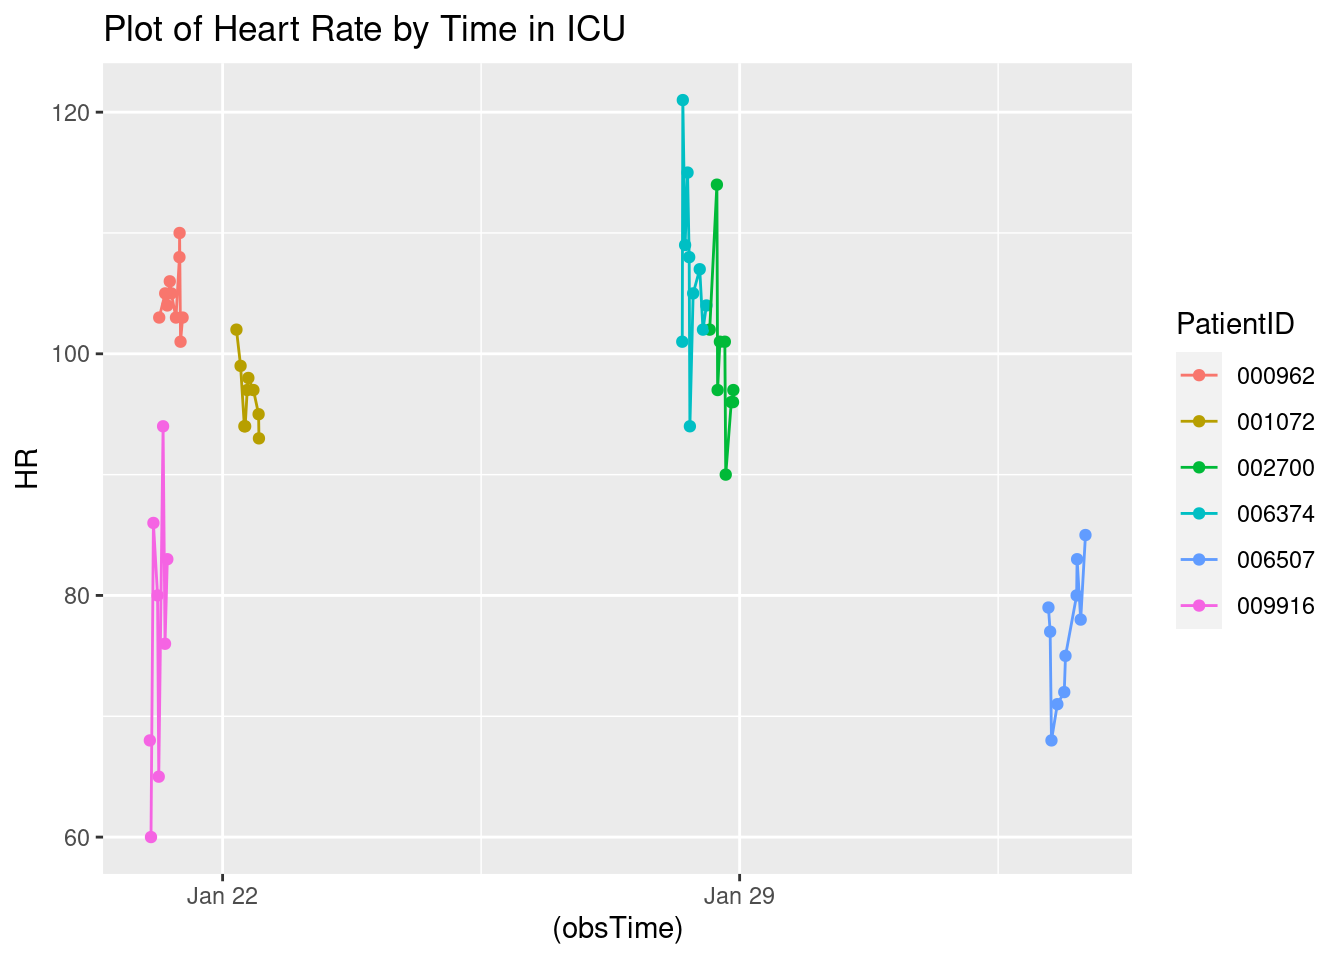 Plot of Heart Rate by Time in ICU
120
100
80
60
HR
Jan 22
Jan 29
(obsTime)
PatientID
000962
001072
002700
006374
006507
009916